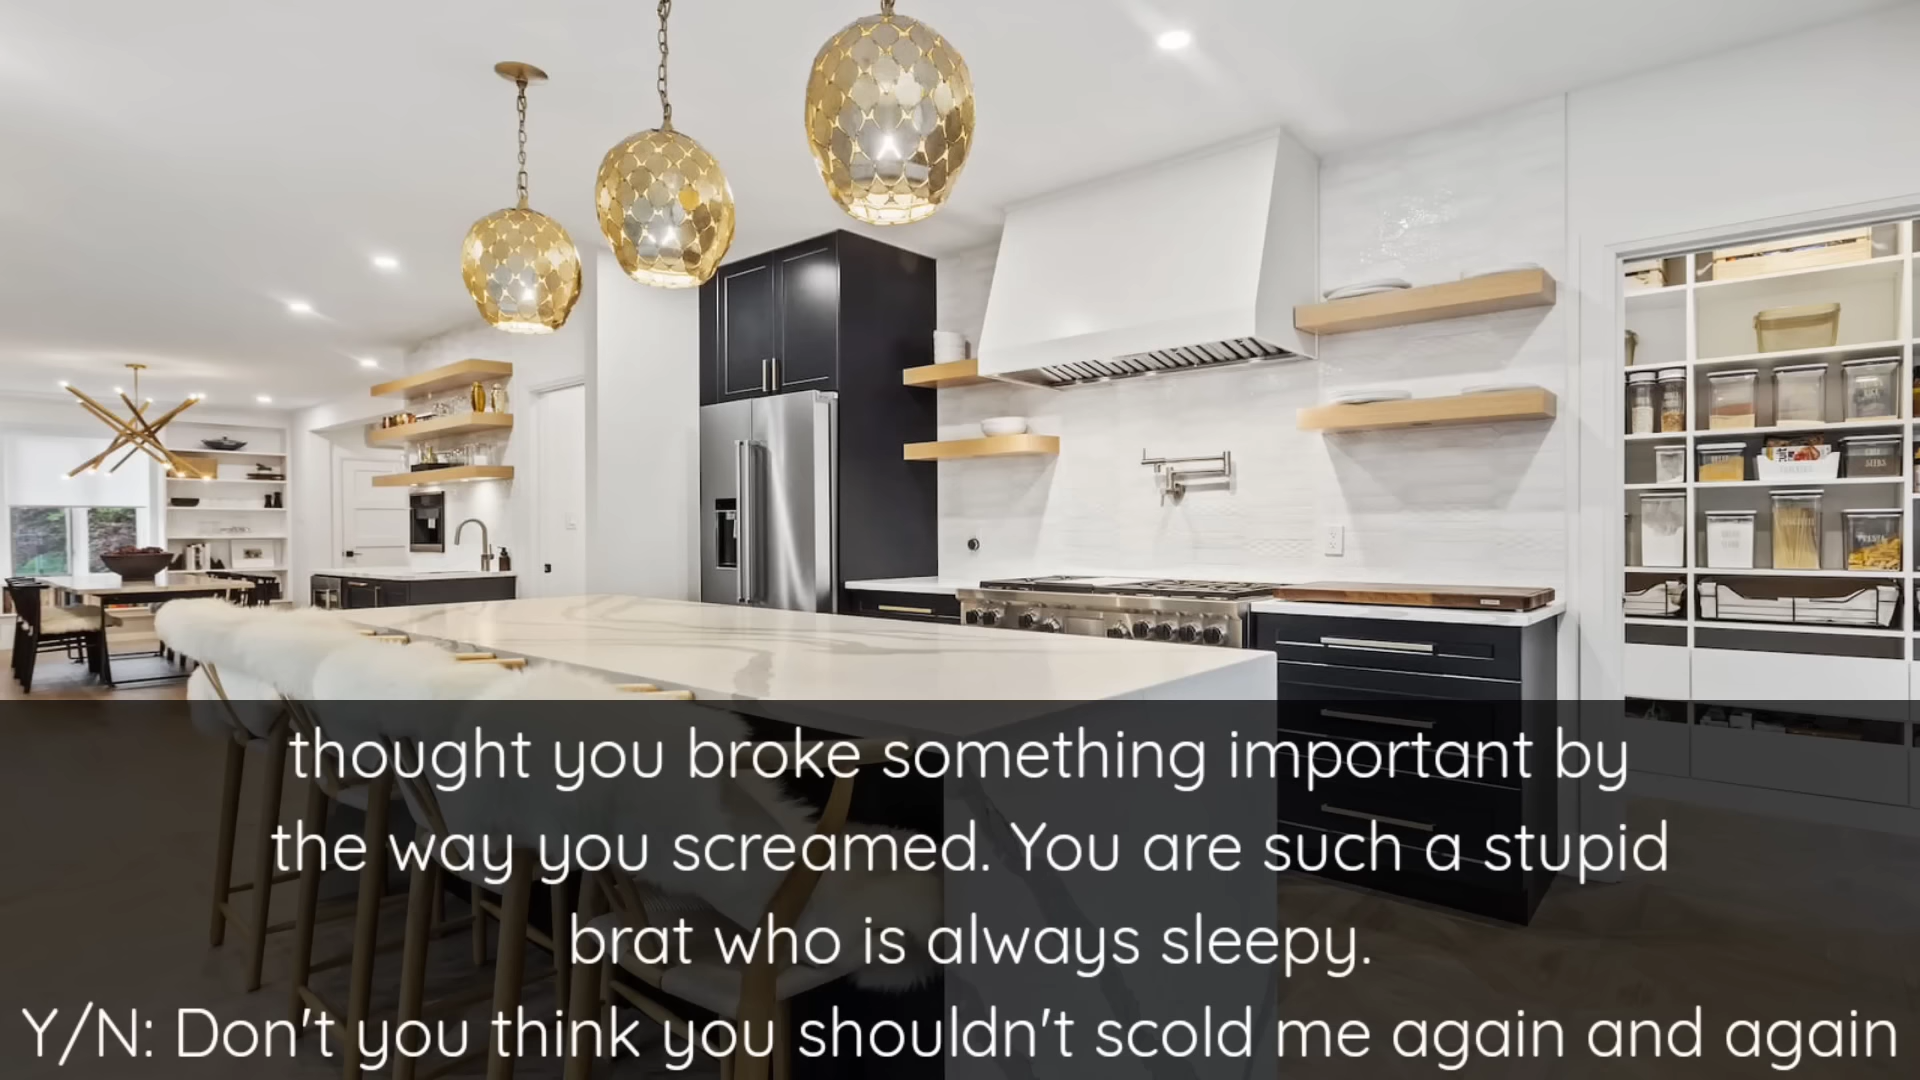 thought you broke something important by
the way you screamed. You are such a stupid
brat who is always sleepy.
Y/N: Don't you think you shouldn't scold me again and again